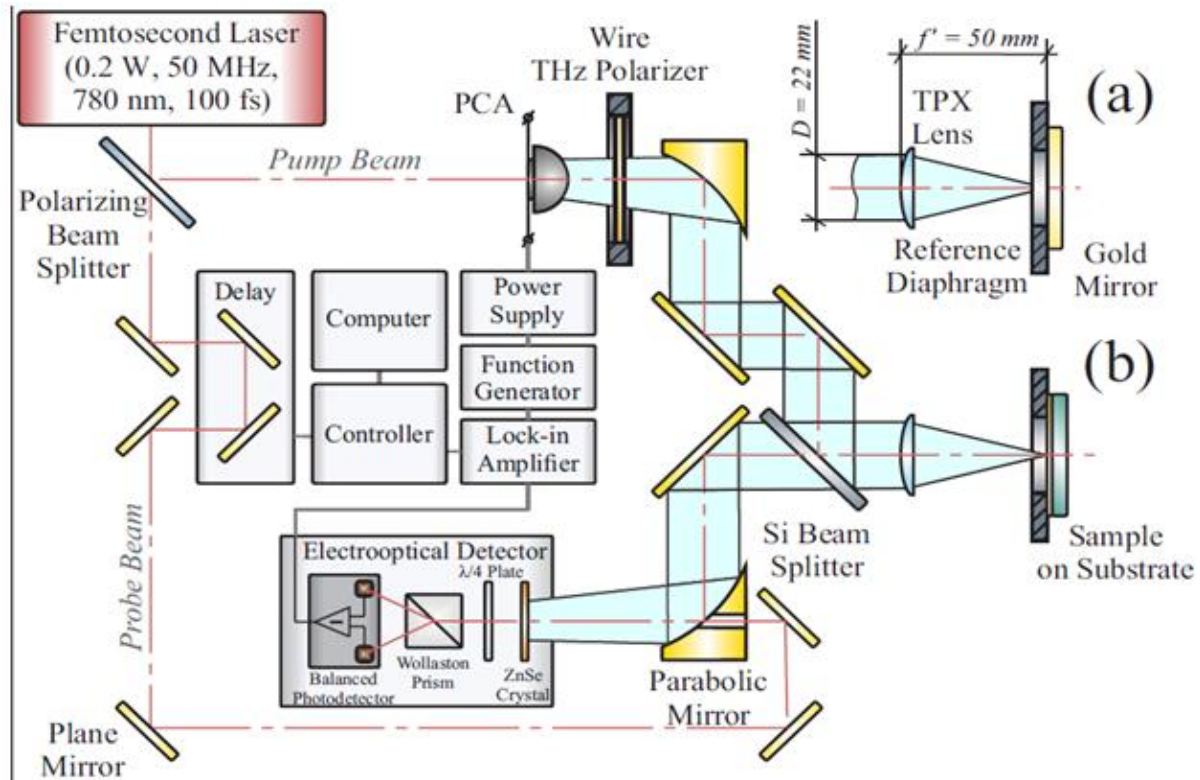 Femtosecond Laser
(0.2 W, 50 MHz,
780 nm, 100 fs)
Wire
THz Polarizer
PCA
Pump Beam
Polarizing
Beam
Splitter
D = 22 mm
f' = 50 mm
(a)
TPX
Lens
Reference
Diaphragm
Gold
Mirror
Delay
Computer
Power
Supply
Function
Generator
Controller
Lock-in
Amplifier
(b)
Si Beam
Splitter
Sample
on Substrate
Electrooptical Detector
λ/4 Plate
Wollaston
Prism
ZnSe
Crystal
Balanced
Photodetector
Parabolic
Mirror
Probe Beam
Plane
Mirror